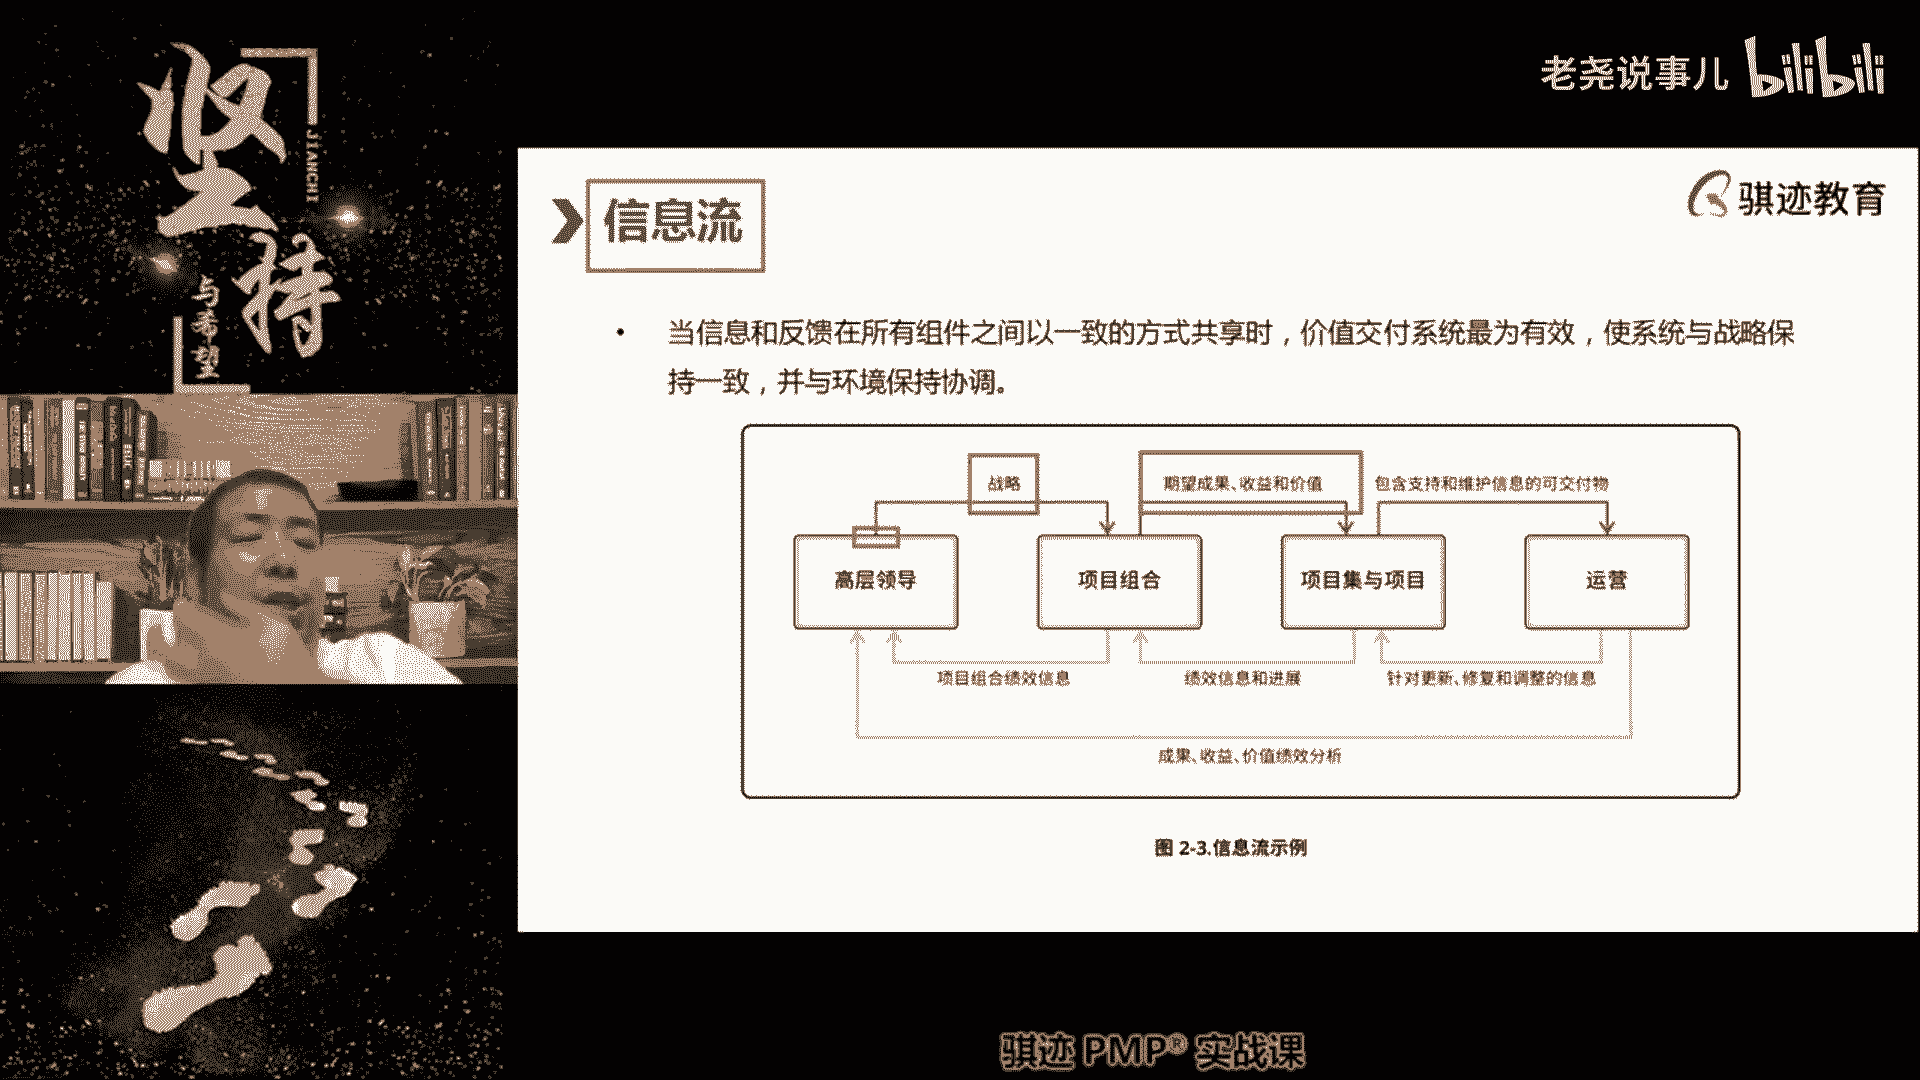 坚持
JIANCHI
与希望
老尧说事儿 bilibili
信息流
骐迹教育
• 当信息和反馈在所有组件之间以一致的方式共享时，价值交付系统最为有效，使系统与战略保
持一致，并与环境保持协调。
战略
期望成果、收益和价值
包含支持和维护信息的可交付物
高层领导
项目组合
项目集与项目
运营
项目组合绩效信息
绩效信息和进展
针对更新、修复和调整的信息
成果、收益、价值绩效分析
图 2-3.信息流示例
骐迹 PMP® 实战课